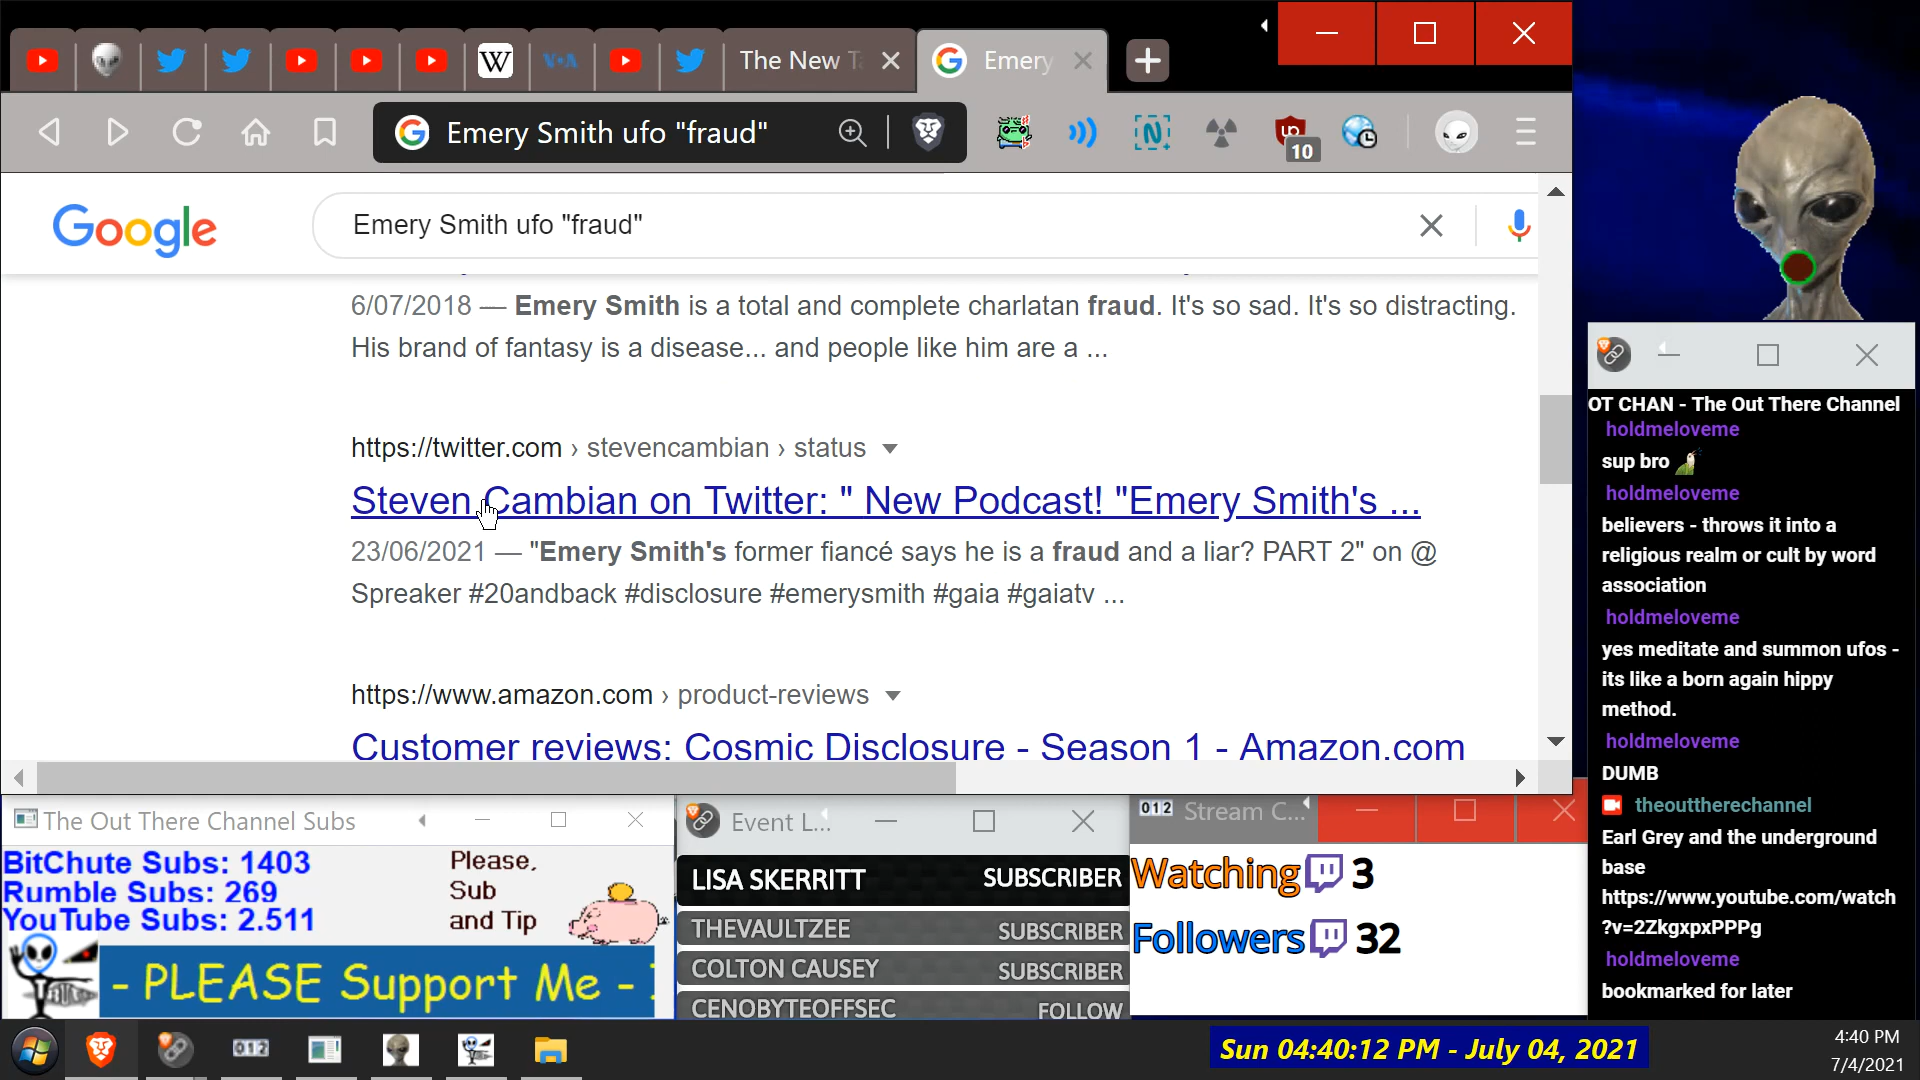 The New Ta
Emery
Emery Smith ufo "fraud"
10
Google
Emery Smith ufo "fraud"
6/07/2018 — Emery Smith is a total and complete charlatan fraud. It's so sad. It's so distracting.
His brand of fantasy is a disease... and people like him are a ...
https://twitter.com › stevencambian › status
Steven Cambian on Twitter: " New Podcast! "Emery Smith's ...
23/06/2021 — "Emery Smith's former fiancé says he is a fraud and a liar? PART 2" on @
Spreaker #20andback #disclosure #emerysmith #gaia #gaiatv ...
https://www.amazon.com › product-reviews
Customer reviews: Cosmic Disclosure - Season 1 - Amazon.com
OT CHAN - The Out There Channel
holdmeloveme
sup bro
holdmeloveme
believers - throws it into a
religious realm or cult by word
association
holdmeloveme
yes meditate and summon ufos -
its like a born again hippy
method.
holdmeloveme
DUMB
theouttherechannel
Earl Grey and the underground
base
https://www.youtube.com/watch
?v=2ZkgxpxPPPg
holdmeloveme
bookmarked for later
The Out There Channel Subs
BitChute Subs: 1403
Rumble Subs: 269
YouTube Subs: 2.511
Please,
Sub
and Tip
- PLEASE Support Me -
Event L...
LISA SKERRITT SUBSCRIBER
THEVAULTZEE SUBSCRIBER
COLTON CAUSEY SUBSCRIBER
CENOBYTEOFFSEC FOLLOW
012 Stream C...
Watching 3
Followers 32
012
Sun 04:40:12 PM - July 04, 2021
4:40 PM
7/4/2021